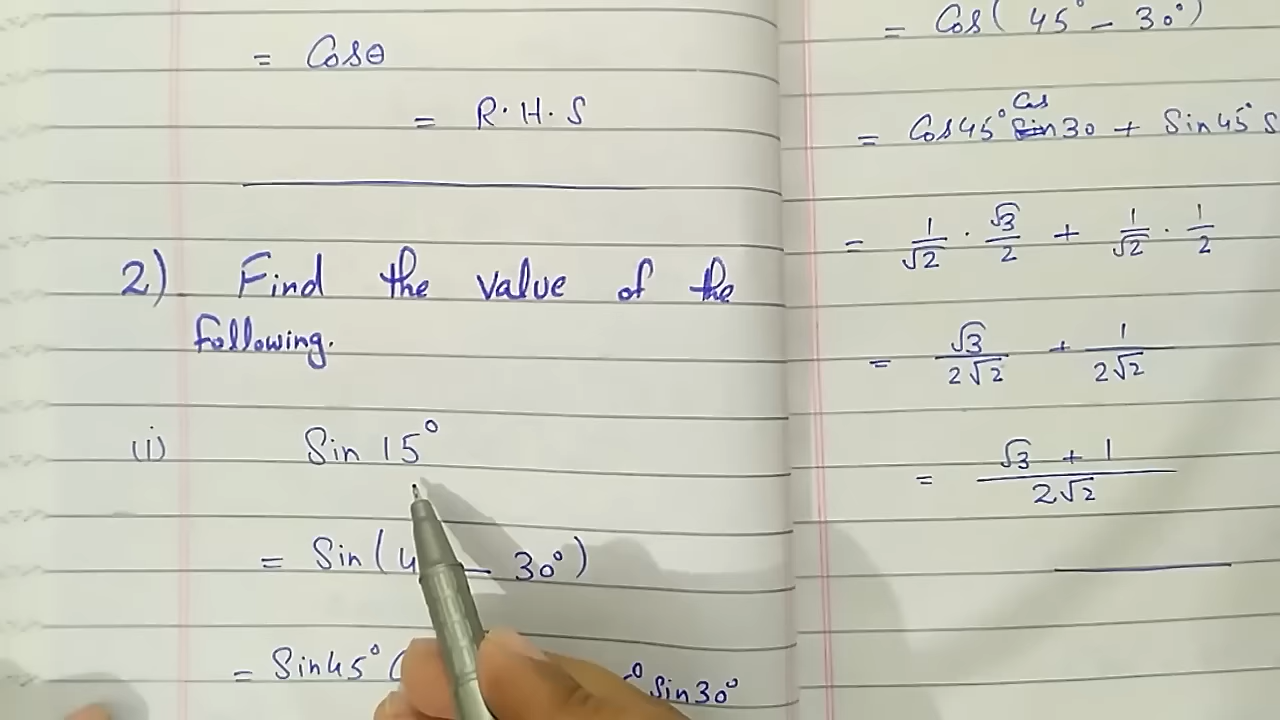 = Cosθ
= R.H.S
2) Find the value of the
following.
(i) Sin 15°
= Sin( 30°)
= Sin45° Sin30°
= Cos( 45° - 30°)
= Cos45° Cos 30 + Sin45°
= 1/√2 . √3/2 + 1/√2 . 1/2
= √3/2√2 + 1/2√2
= √3 + 1/2√2